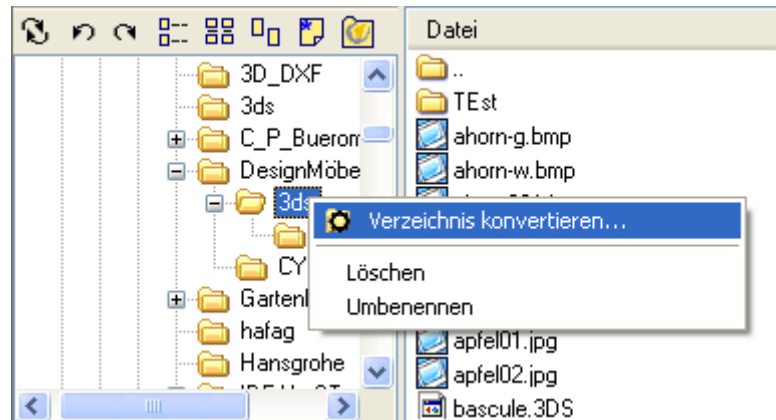 Datei
3D_DXF
3ds
C_P_Buerom
DesignMöbe
3ds
CY
Gartenl
hafag
Hansgrohe
Verzeichnis konvertieren...
Löschen
Umbenennen
..
TEst
ahorn-g.bmp
ahorn-w.bmp
apfel01.jpg
apfel02.jpg
bascule.3DS